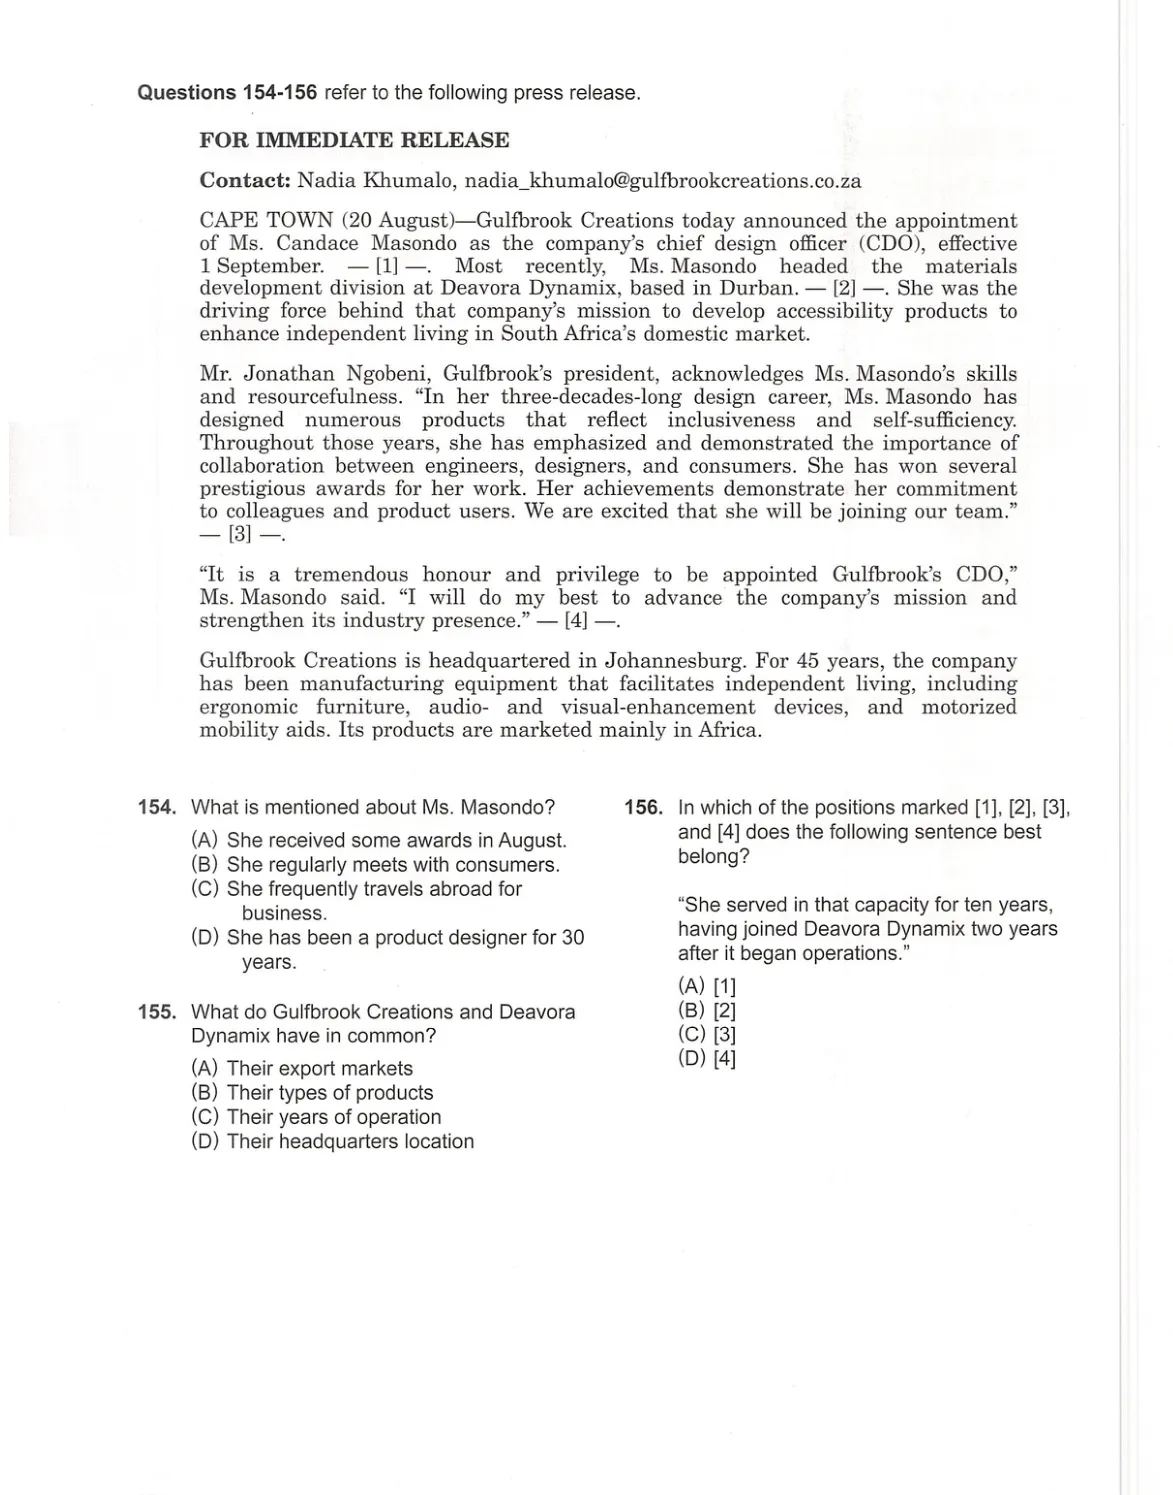 Questions 154-156 refer to the following press release.
FOR IMMEDIATE RELEASE
Contact: Nadia Khumalo, nadia_khumalo@gulfbrookcreations.co.za
CAPE TOWN (20 August)—Gulfbrook Creations today announced the appointment
of Ms. Candace Masondo as the company's chief design officer (CDO), effective
1 September. — [1] —. Most recently, Ms. Masondo headed the materials
development division at Deavora Dynamix, based in Durban. — [2] —. She was the
driving force behind that company's mission to develop accessibility products to
enhance independent living in South Africa's domestic market.
Mr. Jonathan Ngobeni, Gulfbrook's president, acknowledges Ms. Masondo's skills
and resourcefulness. “In her three-decades-long design career, Ms. Masondo has
designed numerous products that reflect inclusiveness and self-sufficiency.
Throughout those years, she has emphasized and demonstrated the importance of
collaboration between engineers, designers, and consumers. She has won several
prestigious awards for her work. Her achievements demonstrate her commitment
to colleagues and product users. We are excited that she will be joining our team.”
— [3] —.
“It is a tremendous honour and privilege to be appointed Gulfbrook's CDO,”
Ms. Masondo said. “I will do my best to advance the company's mission and
strengthen its industry presence.” — [4] —.
Gulfbrook Creations is headquartered in Johannesburg. For 45 years, the company
has been manufacturing equipment that facilitates independent living, including
ergonomic furniture, audio- and visual-enhancement devices, and motorized
mobility aids. Its products are marketed mainly in Africa.
154. What is mentioned about Ms. Masondo?
(A) She received some awards in August.
(B) She regularly meets with consumers.
(C) She frequently travels abroad for
business.
(D) She has been a product designer for 30
years.
155. What do Gulfbrook Creations and Deavora
Dynamix have in common?
(A) Their export markets
(B) Their types of products
(C) Their years of operation
(D) Their headquarters location
156. In which of the positions marked [1], [2], [3],
and [4] does the following sentence best
belong?
“She served in that capacity for ten years,
having joined Deavora Dynamix two years
after it began operations.”
(A) [1]
(B) [2]
(C) [3]
(D) [4]